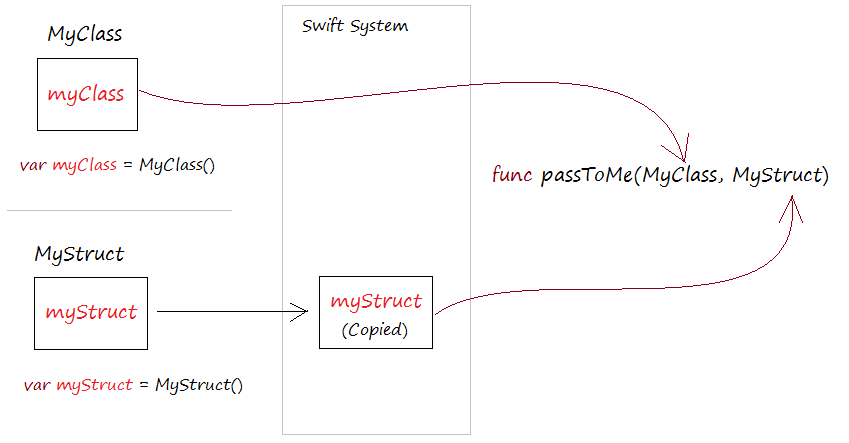 MyClass
myClass
var myClass = MyClass()
Swift System
func passToMe(MyClass, MyStruct)
MyStruct
myStruct
var myStruct = MyStruct()
myStruct
(Copied)